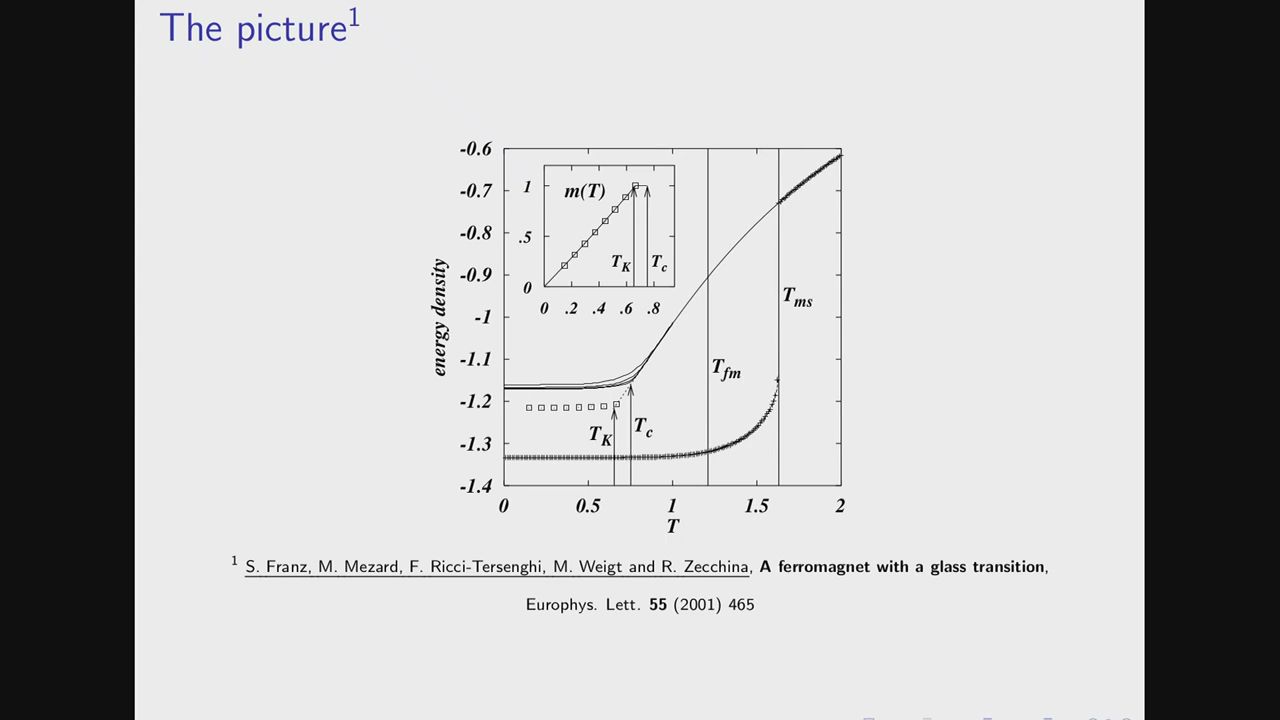 The picture¹
-0.6
-0.7
-0.8
-0.9
-1
-1.1
-1.2
-1.3
-1.4
energy density
1
.5
0
m(T)
T_K T_c
0 .2 .4 .6 .8
T_ms
T_fm
T_K T_c
0 0.5 1 1.5 2
T
¹ S. Franz, M. Mezard, F. Ricci-Tersenghi, M. Weigt and R. Zecchina, A ferromagnet with a glass transition,
Europhys. Lett. 55 (2001) 465